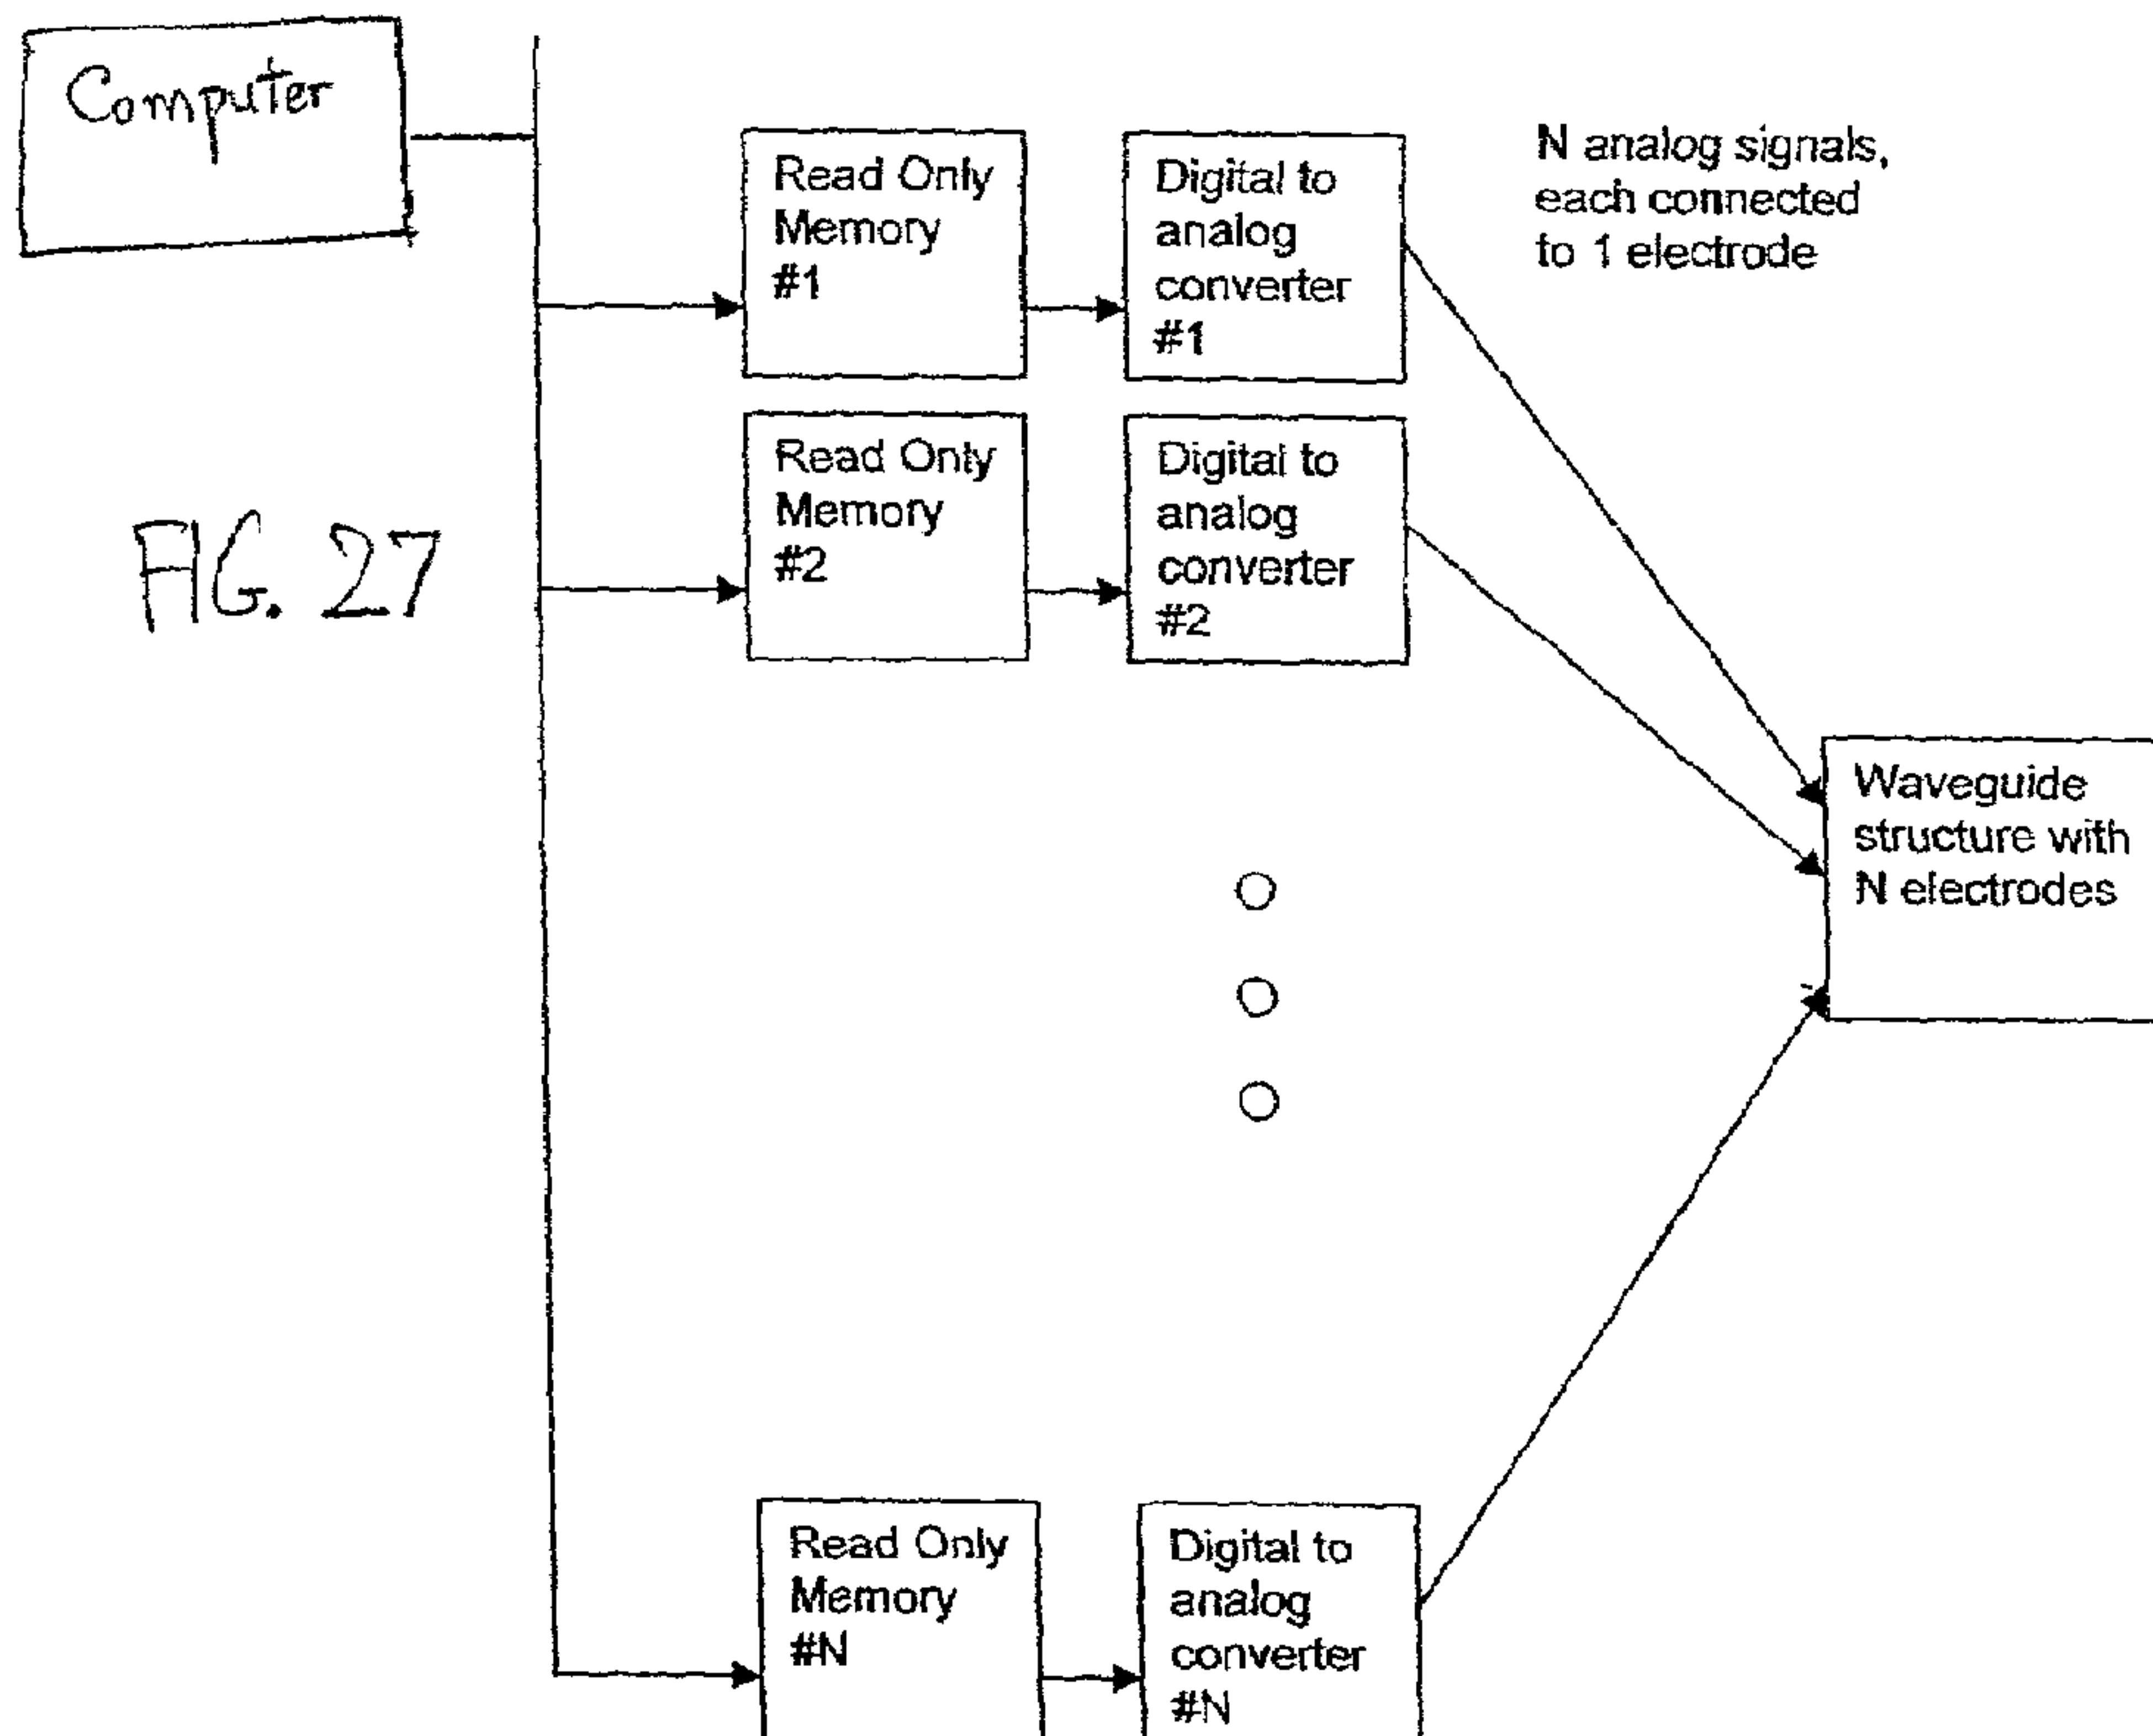 Computer
Read Only
Memory
#1
Digital to
analog
converter
#1
N analog signals,
each connected
to 1 electrode
Read Only
Memory
#2
Digital to
analog
converter
#2
FIG. 27
Waveguide
structure with
N electrodes
Read Only
Memory
#N
Digital to
analog
converter
#N